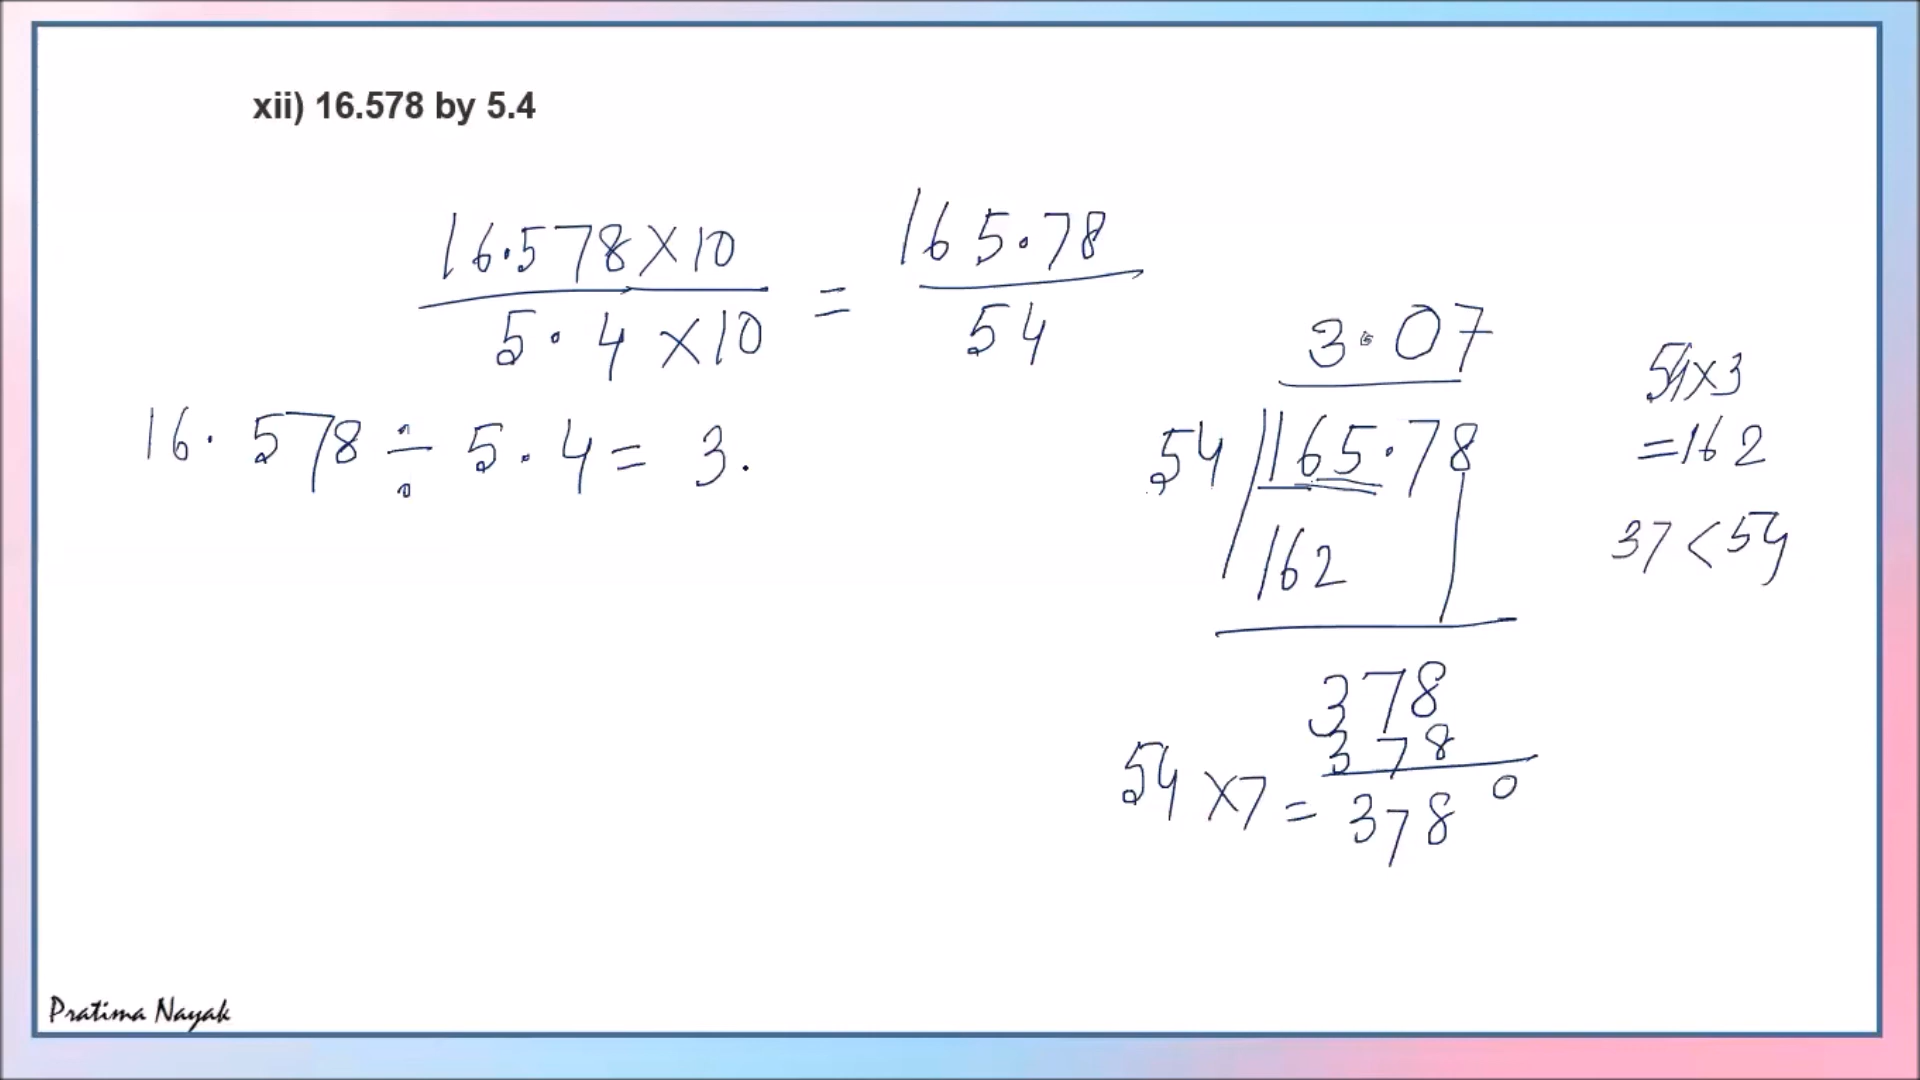 xii) 16.578 by 5.4
16.578×10 / 5.4×10 = 165.78 / 54
16.578 ÷ 5.4 = 3.
3.07
54 165.78
162
378
378
0
54×7 = 378
54×3
=162
37<54
Pratima Nayak